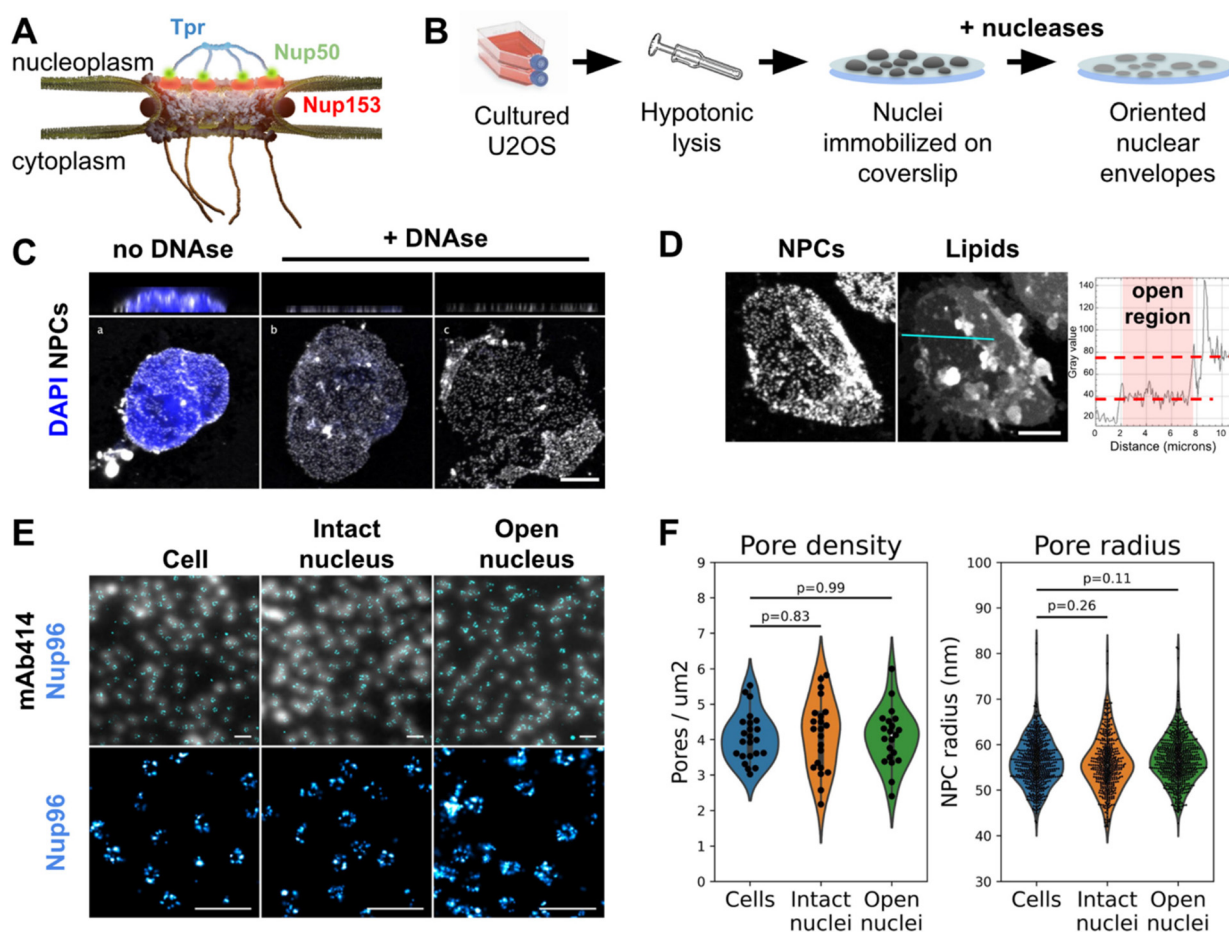 A
Tpr
nucleoplasm
Nup50
Nup153
cytoplasm
B
+ nucleases
Cultured
U2OS
Hypotonic
lysis
Nuclei
immobilized on
coverslip
Oriented
nuclear
envelopes
C
no DNAse
+ DNAse
DAPI NPCs
a
b
c
D
NPCs
Lipids
open
region
Gray value
140
120
100
80
60
40
20
0
0
2
4
6
8
10
Distance (microns)
E
Cell
Intact
nucleus
Open
nucleus
mAb414
Nup96
Nup96
F
Pore density
p=0.99
p=0.83
Pores / um2
9
8
7
6
5
4
3
2
1
0
Cells
Intact
nuclei
Open
nuclei
Pore radius
p=0.11
p=0.26
NPC radius (nm)
100
90
80
70
60
50
40
30
Cells
Intact
nuclei
Open
nuclei